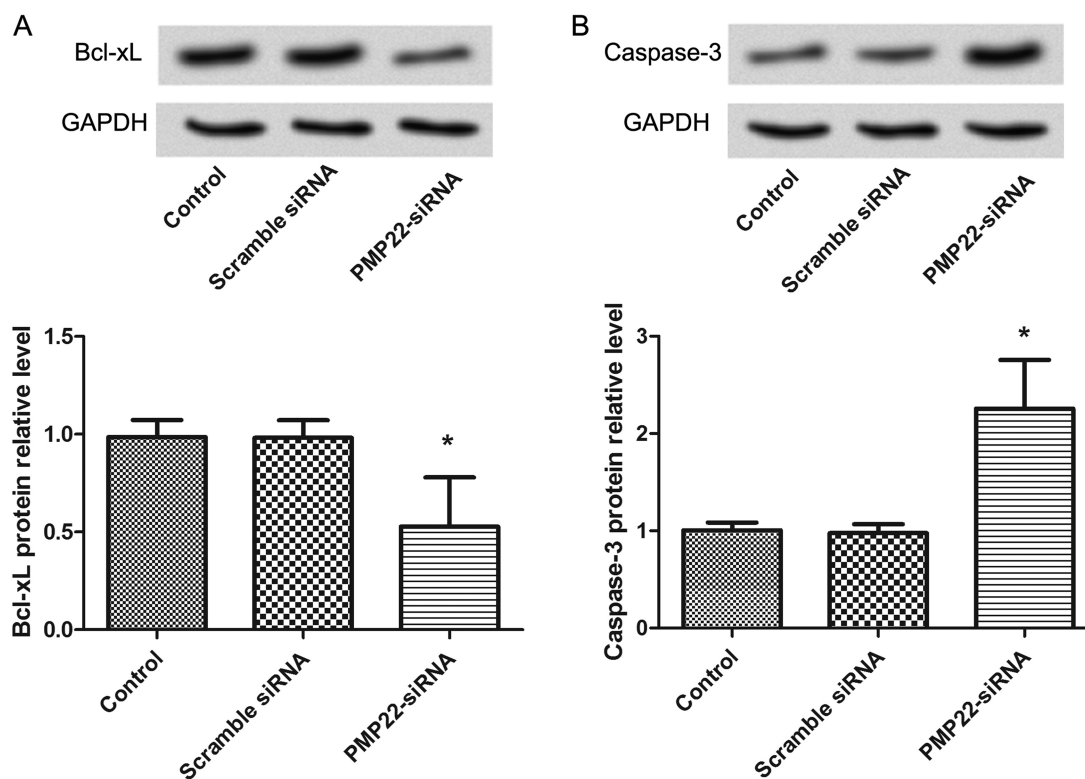 A
Bcl-xL
GAPDH
Control
Scramble siRNA
PMP22-siRNA
Bcl-xL protein relative level
1.5
1.0
0.5
0.0
*
Control
Scramble siRNA
PMP22-siRNA
B
Caspase-3
GAPDH
Control
Scramble siRNA
PMP22-siRNA
Caspase-3 protein relative level
3
2
1
0
*
Control
Scramble siRNA
PMP22-siRNA